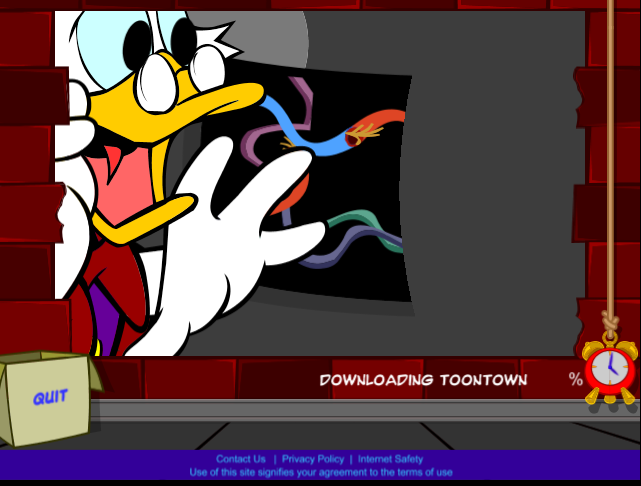 DOWNLOADING TOONTOWN %
QUIT
Contact Us | Privacy Policy | Internet Safety
Use of this site signifies your agreement to the terms of use